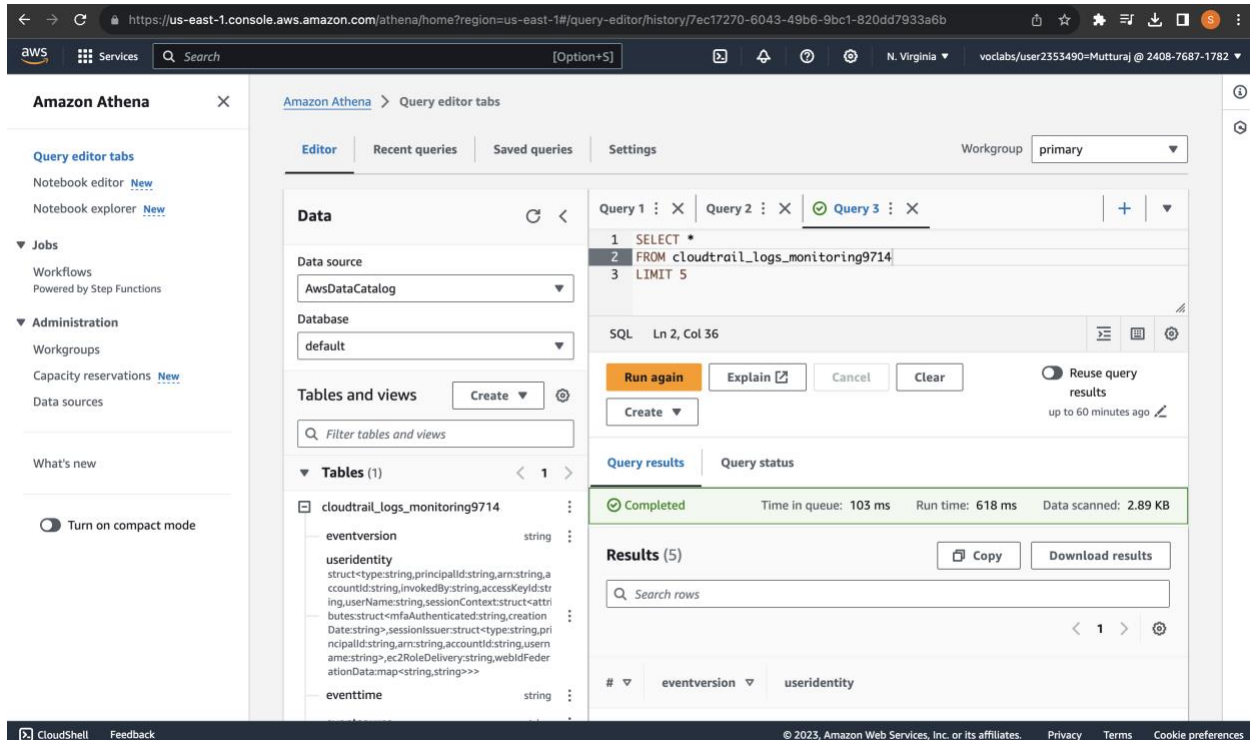 https://us-east-1.console.aws.amazon.com/athena/home?region=us-east-1#/query-editor/history/7ec17270-6043-49b6-9bc1-820dd7933a6b
S
aws
Services
Search
[Option+S]
N. Virginia
voclabs/user2353490=Mutturaj @ 2408-7687-1782
Amazon Athena
Query editor tabs
Notebook editor New
Notebook explorer New
Jobs
Workflows
Powered by Step Functions
Administration
Workgroups
Capacity reservations New
Data sources
What's new
Turn on compact mode
Amazon Athena > Query editor tabs
Editor
Recent queries
Saved queries
Settings
Workgroup
primary
Data
Data source
AwsDataCatalog
Database
default
Tables and views
Create
Filter tables and views
Tables (1)
< 1 >
cloudtrail_logs_monitoring9714
eventversion string
useridentity
struct<type:string,principalId:string,arn:string,a
ccountId:string,invokedBy:string,accessKeyId:str
ing,userName:string,sessionContext:struct<attri
butes:struct<mfaAuthenticated:string,creation
Date:string>,sessionIssuer:struct<type:string,pri
ncipalId:string,arn:string,accountId:string,usern
ame:string>,ec2RoleDelivery:string,webIdFeder
ationData:map<string,string>>>
eventtime string
Query 1
Query 2
Query 3
1 SELECT *
2 FROM cloudtrail_logs_monitoring9714
3 LIMIT 5
SQL Ln 2, Col 36
Run again
Explain
Cancel
Clear
Reuse query
results
up to 60 minutes ago
Create
Query results
Query status
Completed
Time in queue: 103 ms
Run time: 618 ms
Data scanned: 2.89 KB
Results (5)
Copy
Download results
Search rows
< 1 >
# eventversion useridentity
CloudShell
Feedback
© 2023, Amazon Web Services, Inc. or its affiliates.
Privacy
Terms
Cookie preferences